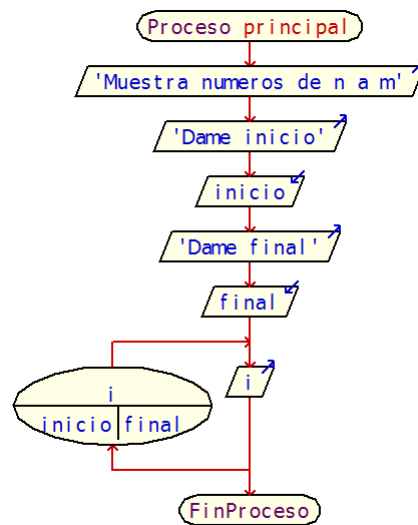 Proceso principal
'Muestra numeros de n a m'
'Dame inicio'
inicio
'Dame final'
final
i
i
inicio final
FinProceso